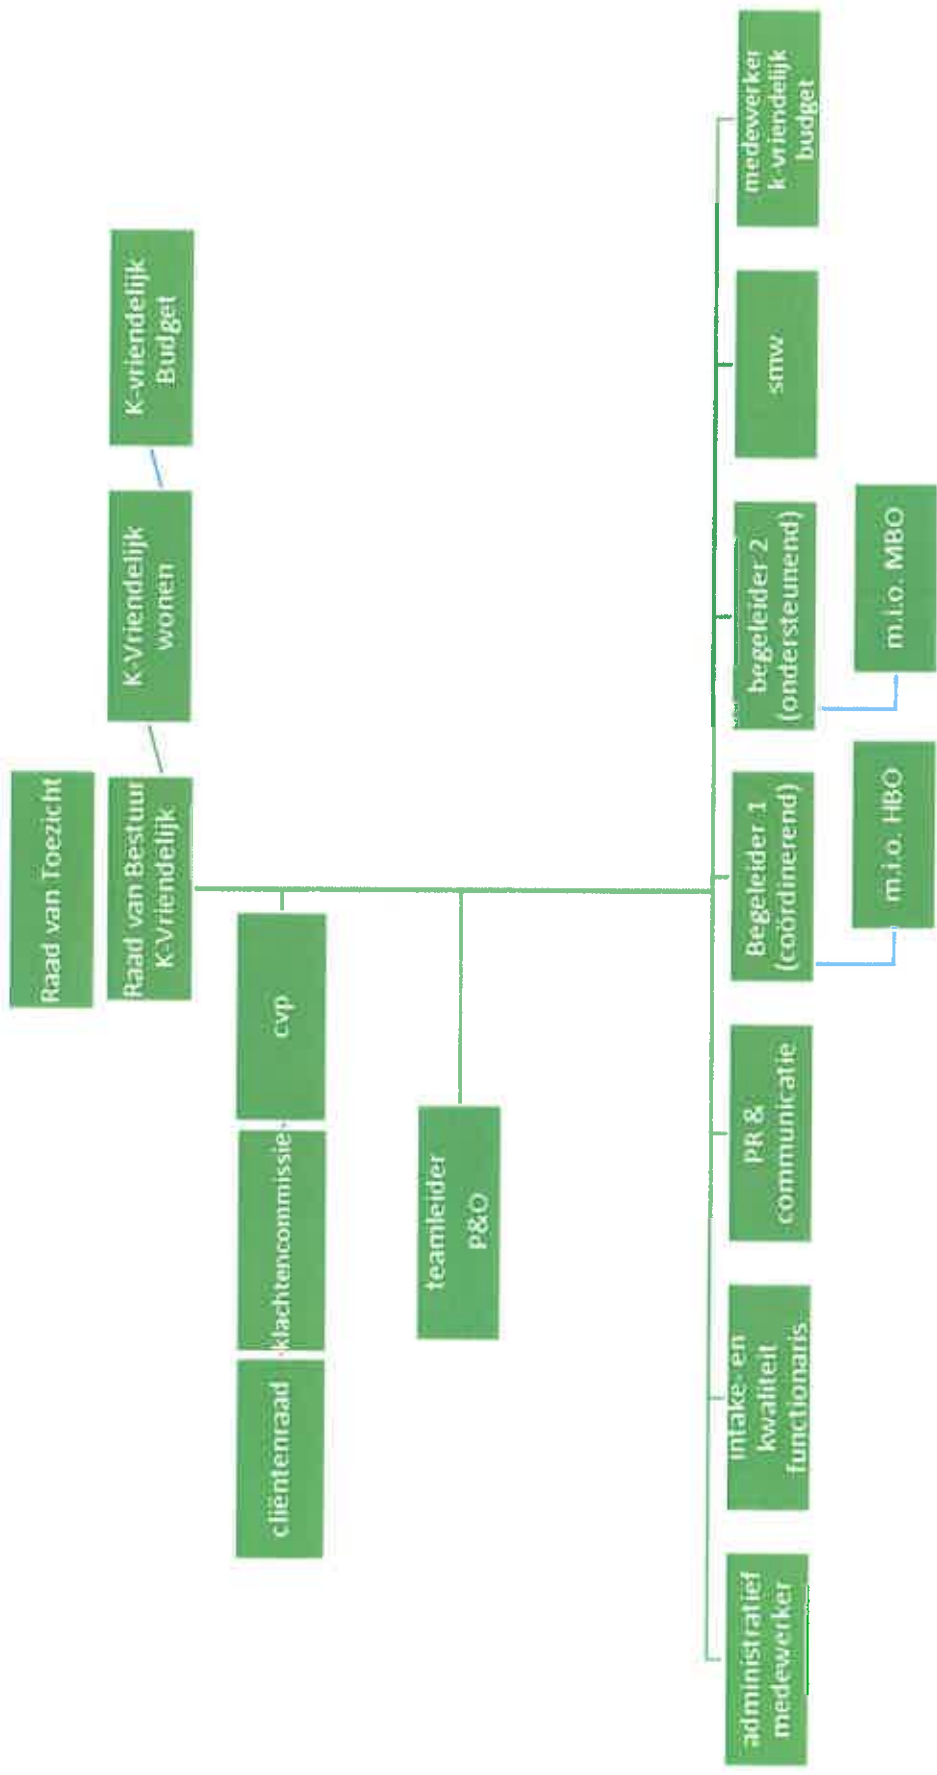 Raad van Toezicht
Raad van Bestuur
K-Vriendelijk
K-Vriendelijk
wonen
K-vriendelijk
Budget
cliëntenraad
klachtencommissie
cvp
teamleider
P&O
administratief
medewerker
intake- en
kwaliteit
functionaris
PR &
communicatie
Begeleider 1
(coördinerend)
begeleider 2
(ondersteunend)
smw
medewerker
k-vriendelijk
budget
m.i.o. HBO
m.i.o. MBO